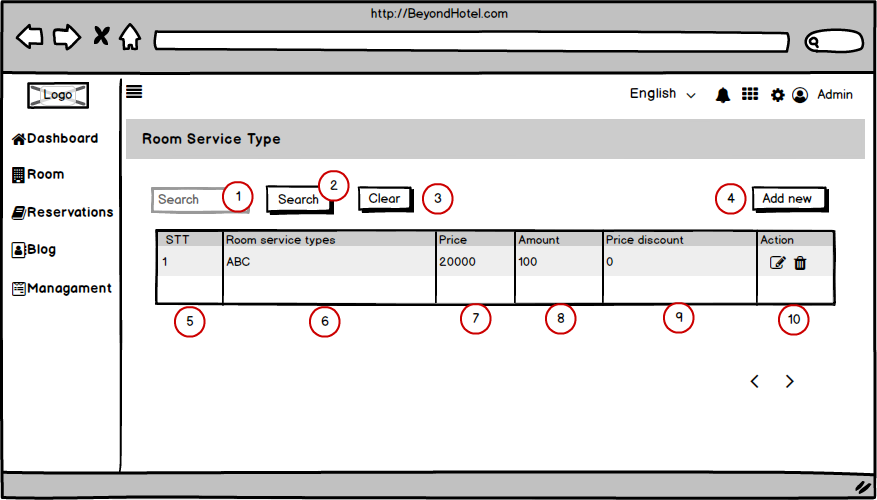 http://BeyondHotel.com
Logo
English
Admin
Dashboard
Room
Reservations
Blog
Managament
Room Service Type
Search 1
Search 2
Clear 3
4 Add new
STT Room service types Price Amount Price discount Action
1 ABC 20000 100 0
5 6 7 8 9 10